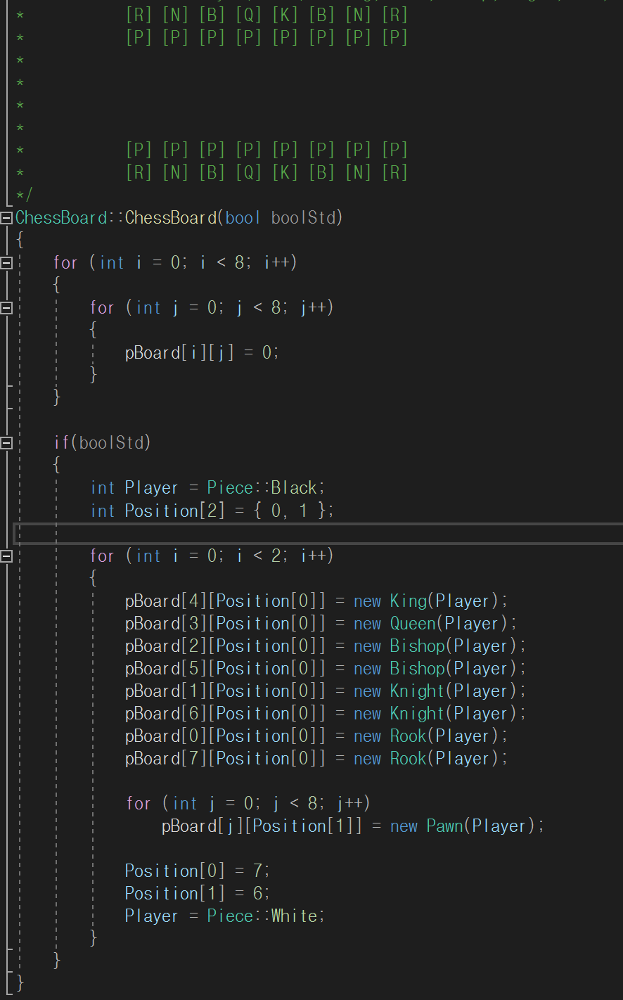 *           [R] [N] [B] [Q] [K] [B] [N] [R]
*           [P] [P] [P] [P] [P] [P] [P] [P]
*
*
*
*
*           [P] [P] [P] [P] [P] [P] [P] [P]
*           [R] [N] [B] [Q] [K] [B] [N] [R]
*/
ChessBoard::ChessBoard(bool boolStd)
{
    for (int i = 0; i < 8; i++)
    {
        for (int j = 0; j < 8; j++)
        {
            pBoard[i][j] = 0;
        }
    }

    if(boolStd)
    {
        int Player = Piece::Black;
        int Position[2] = { 0, 1 };

        for (int i = 0; i < 2; i++)
        {
            pBoard[4][Position[0]] = new King(Player);
            pBoard[3][Position[0]] = new Queen(Player);
            pBoard[2][Position[0]] = new Bishop(Player);
            pBoard[5][Position[0]] = new Bishop(Player);
            pBoard[1][Position[0]] = new Knight(Player);
            pBoard[6][Position[0]] = new Knight(Player);
            pBoard[0][Position[0]] = new Rook(Player);
            pBoard[7][Position[0]] = new Rook(Player);

            for (int j = 0; j < 8; j++)
                pBoard[j][Position[1]] = new Pawn(Player);

            Position[0] = 7;
            Position[1] = 6;
            Player = Piece::White;
        }
    }
}